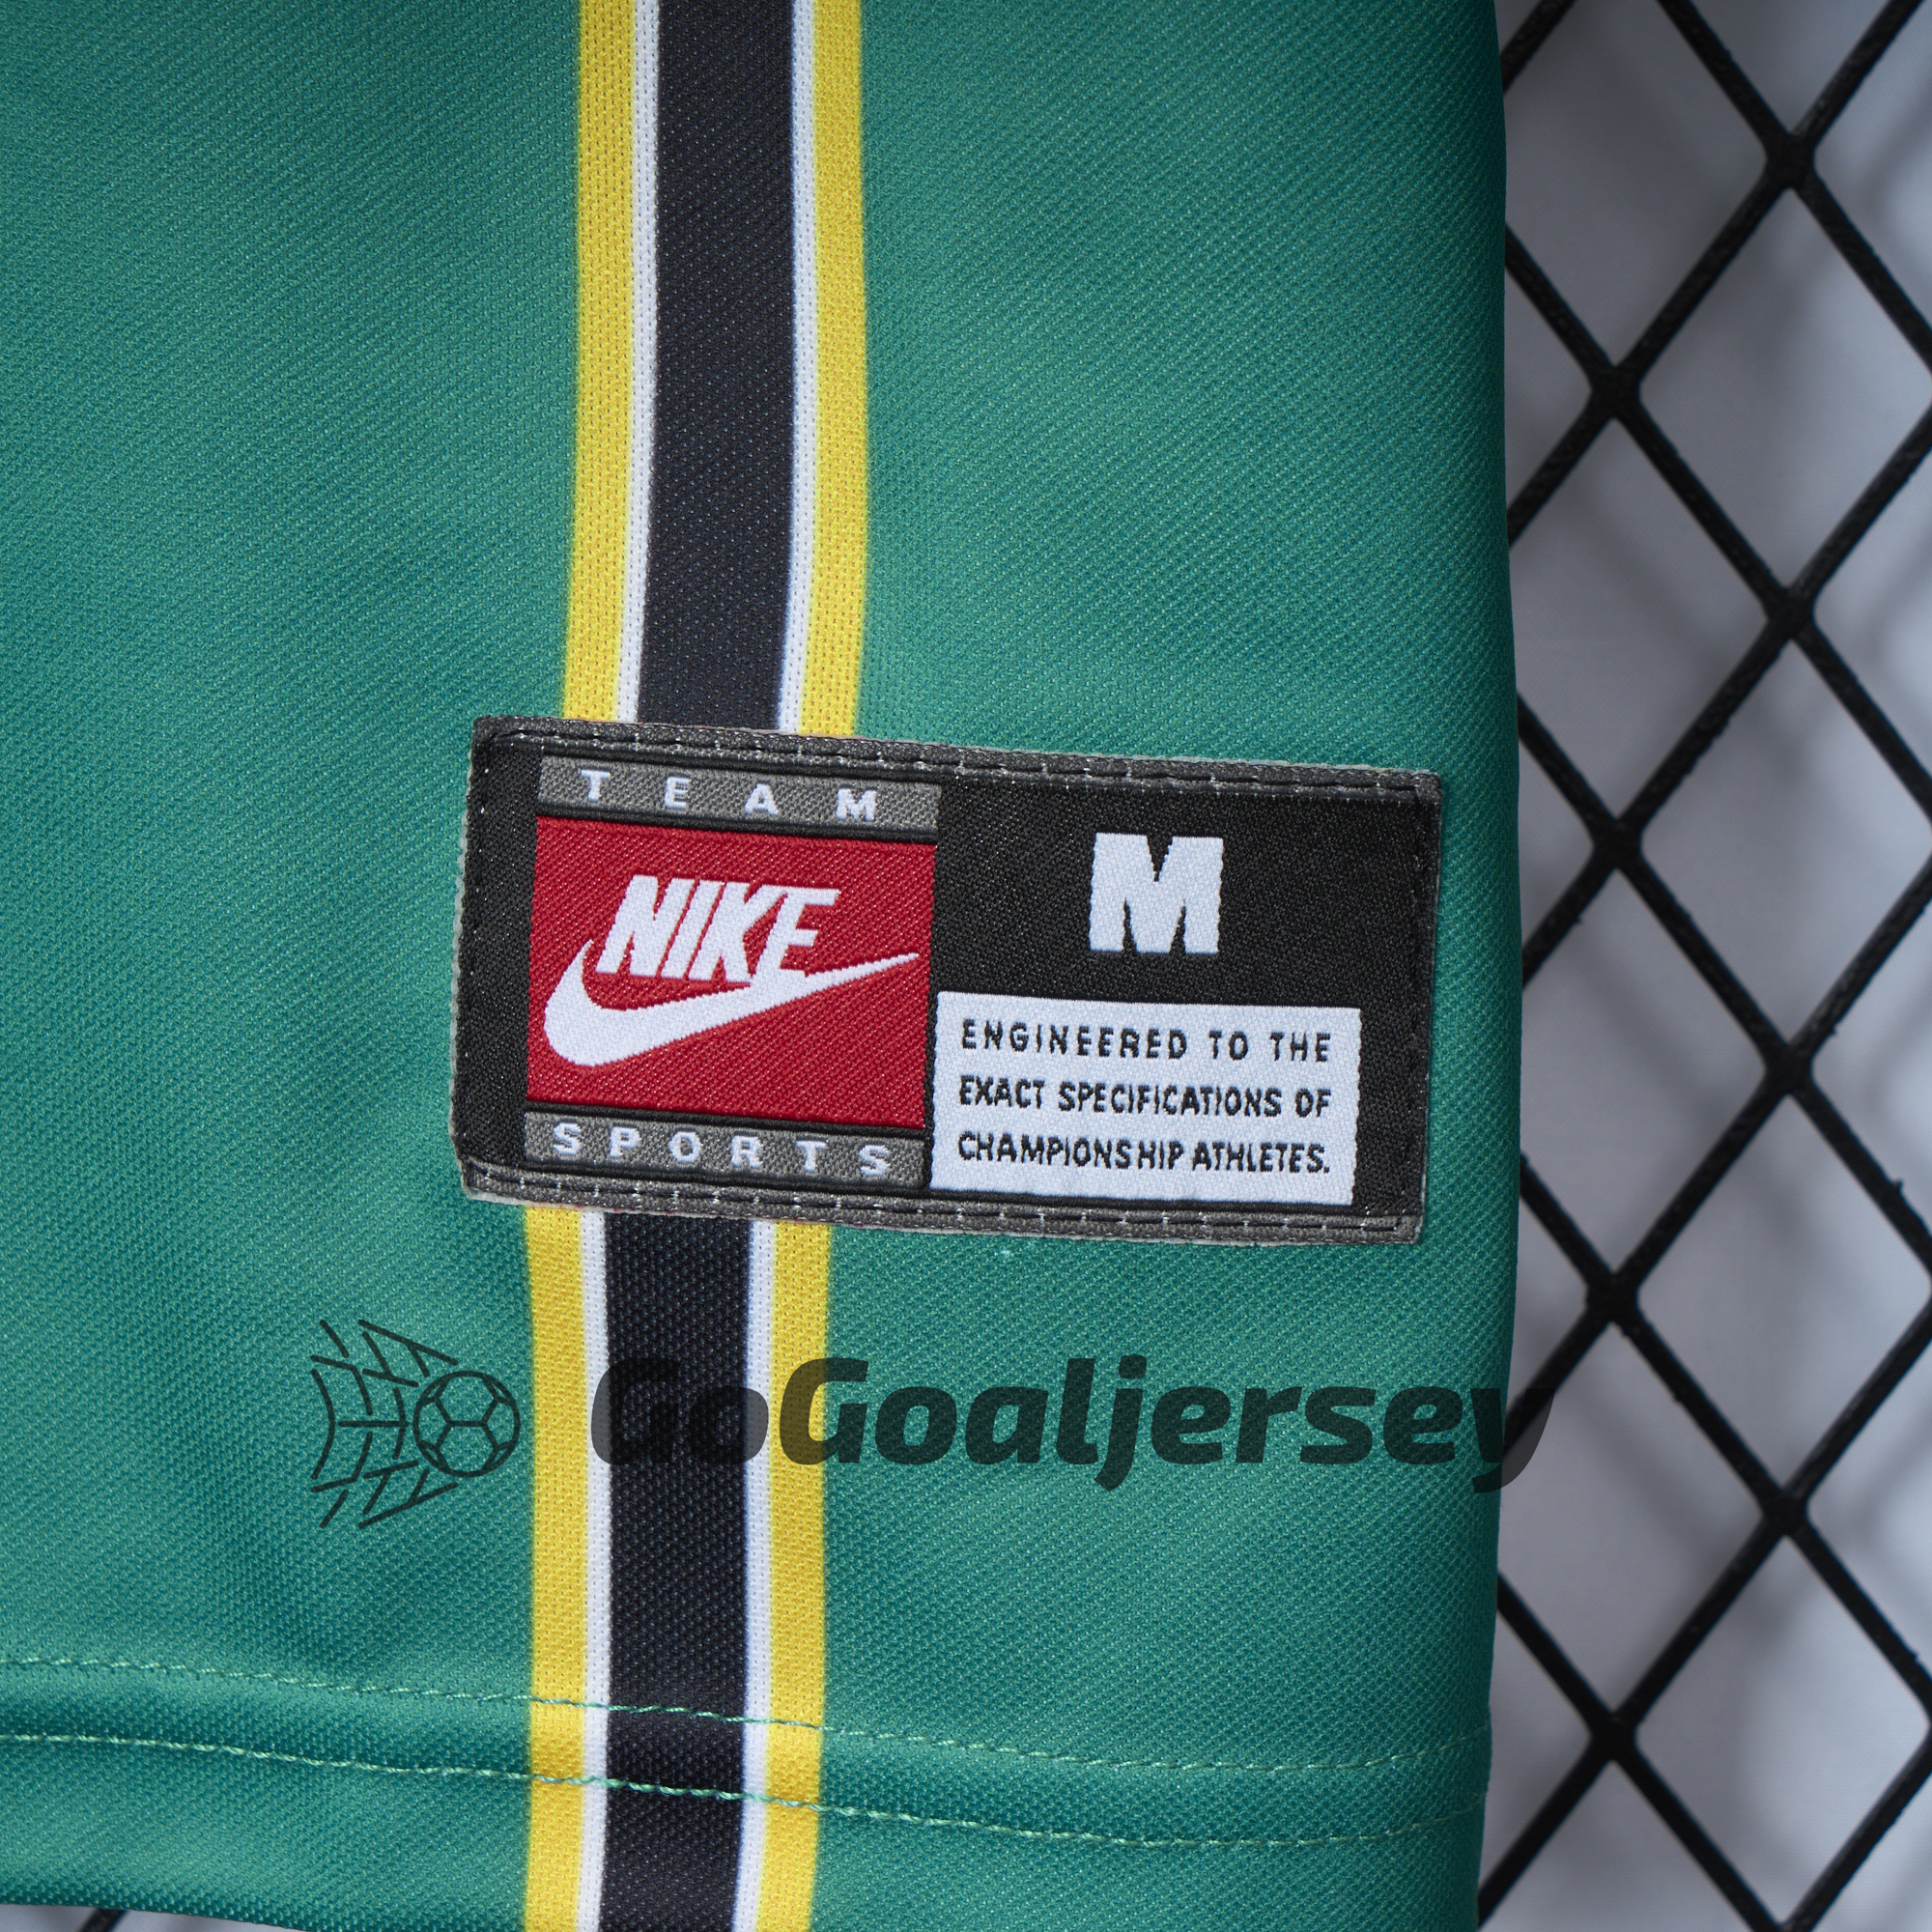 TEAM
NIKE
SPORTS
M
ENGINEERED TO THE
EXACT SPECIFICATIONS OF
CHAMPIONSHIP ATHLETES.
GoGoaljersey